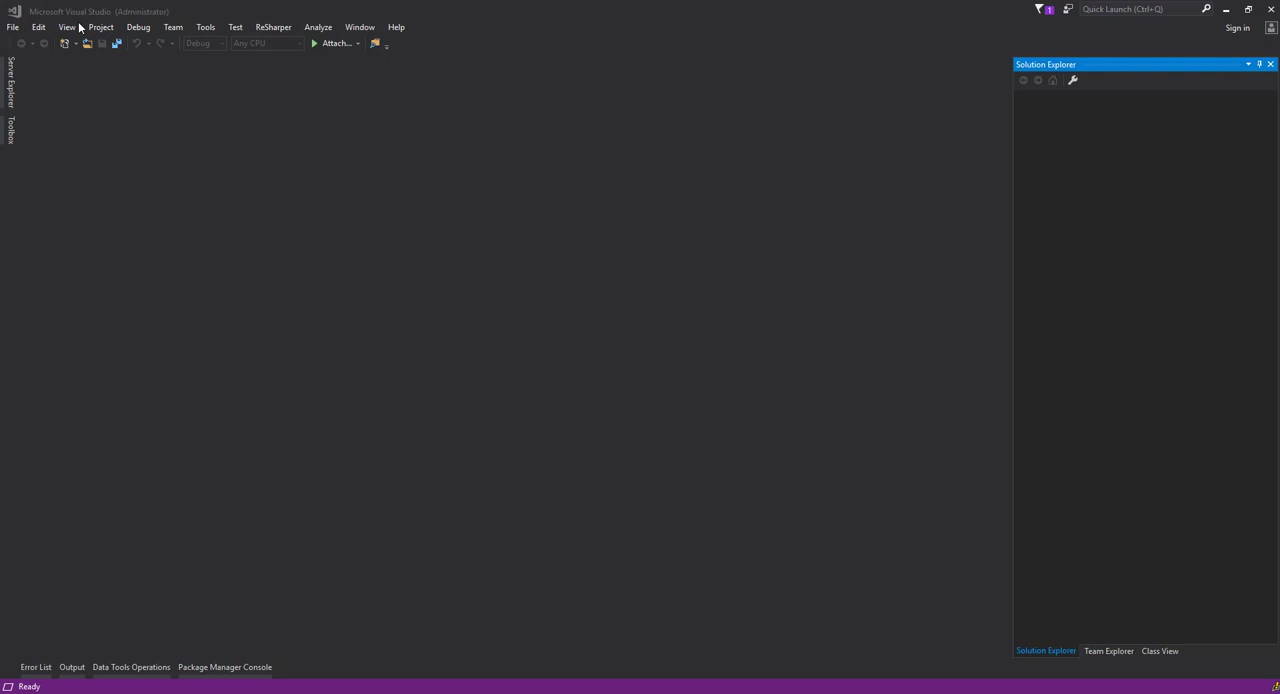 Microsoft Visual Studio (Administrator)
1
Quick Launch (Ctrl+Q)
File Edit View Project Debug Team Tools Test ReSharper Analyze Window Help
Sign in
Debug Any CPU Attach...
Server Explorer
Toolbox
Solution Explorer
Solution Explorer Team Explorer Class View
Error List Output Data Tools Operations Package Manager Console
Ready